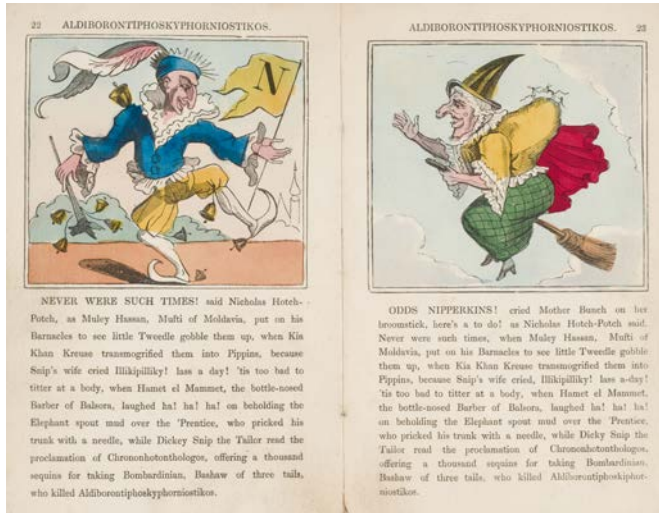 22 ALDIBORONTIPHOSKYPHORNIOSTIKOS.
N
NEVER WERE SUCH TIMES! said Nicholas Hotch-
Potch, as Muley Hassan, Mufti of Moldavia, put on his
Barnacles to see little Tweedle gobble them up, when Kia
Khan Kreuse transmogrified them into Pippins, because
Snip's wife cried Illikipilliky! lass a day! 'tis too bad to
titter at a body, when Hamet el Mammet, the bottle-nosed
Barber of Balsora, laughed ha! ha! ha! on beholding the
Elephant spout mud over the 'Prentice, who pricked his
trunk with a needle, while Dickey Snip the Tailor read the
proclamation of Chrononhotonthologos, offering a thousand
sequins for taking Bombardinian, Bashaw of three tails,
who killed Aldiborontiphoskyphorniostikos.
ALDIBORONTIPHOSKYPHORNIOSTIKOS. 23
ODDS NIPPERKINS! cried Mother Bunch on her
broomstick, here's a to do! as Nicholas Hotch-Potch said.
Never were such times, when Muley Hassan, Mufti of
Moldavia, put on his Barnacles to see little Tweedle gobble
them up, when Kia Khan Kreuse transmogrified them into
Pippins, because Snip's wife cried, Illikipilliky! lass a-day!
'tis too bad to titter at a body, when Hamet el Mammet,
the bottle-nosed Barber of Balsora, laughed ha! ha! ha!
on beholding the Elephant spout mud over the 'Prentice,
who pricked his trunk with a needle, while Dicky Snip the
Tailor read the proclamation of Chrononhotonthologos,
offering a thousand sequins for taking Bombardinian,
Bashaw of three tails, who killed Aldiborontiphoskiphor-
niostikos.